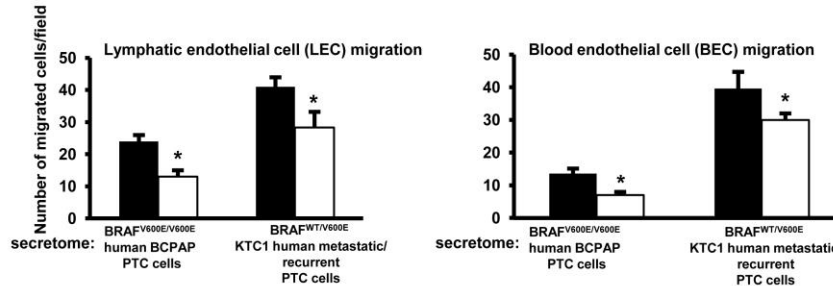 Lymphatic endothelial cell (LEC) migration
Number of migrated cells/field
50
40
30
20
10
0
*
*
secretome:
BRAFV600E/V600E
human BCPAP
PTC cells
BRAFWT/V600E
KTC1 human metastatic/
recurrent
PTC cells
Blood endothelial cell (BEC) migration
50
40
30
20
10
0
*
*
secretome:
BRAFV600E/V600E
human BCPAP
PTC cells
BRAFWT/V600E
KTC1 human metastatic
recurrent
PTC cells